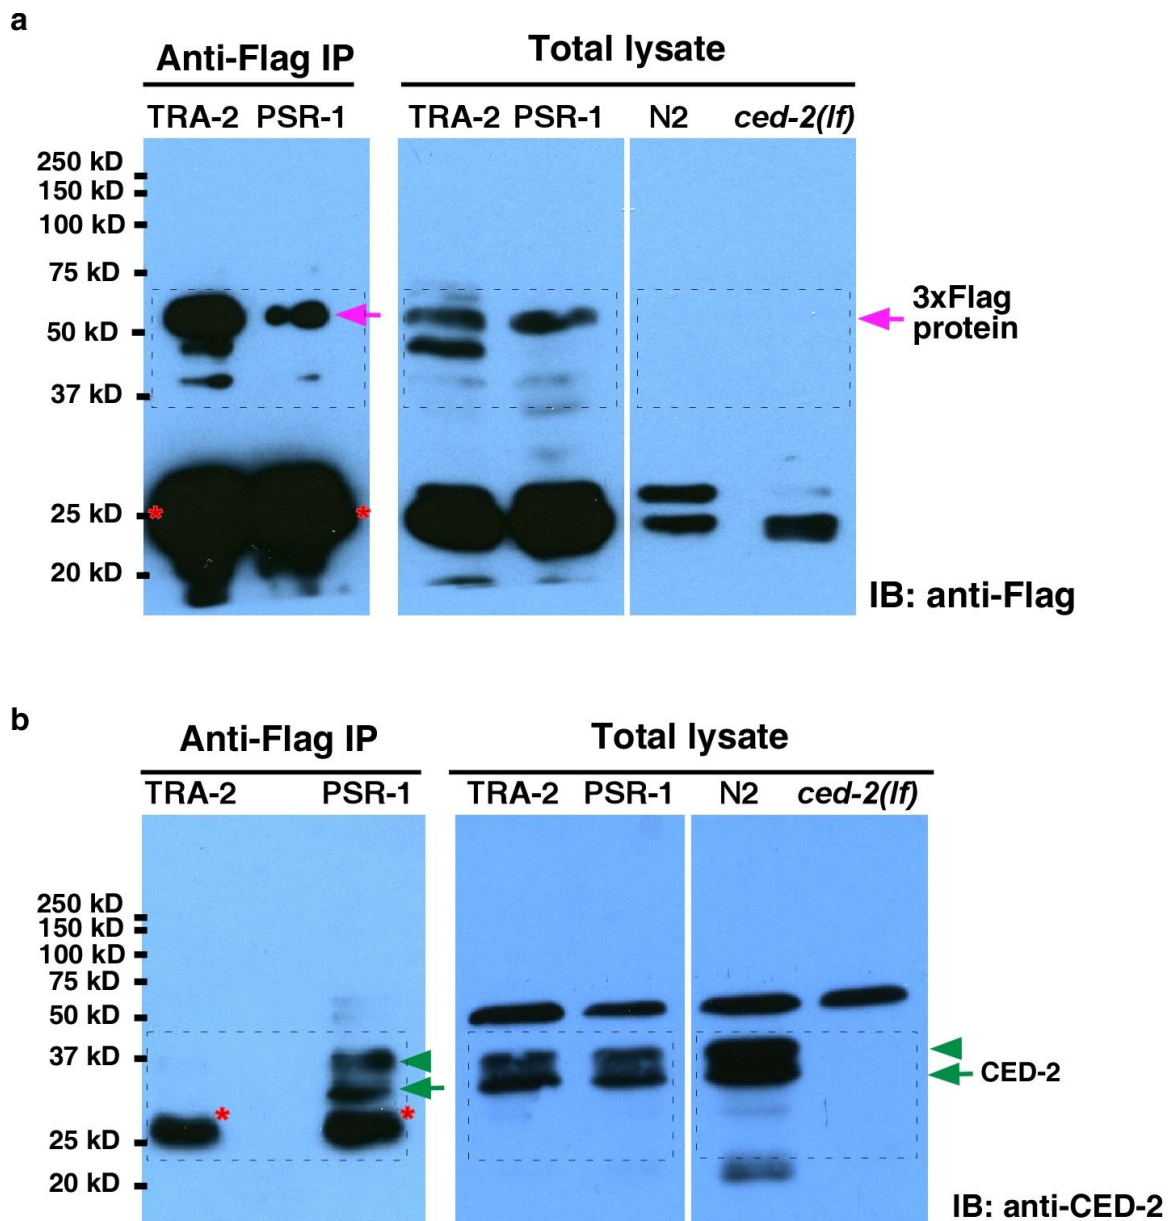 a
Anti-Flag IP
Total lysate
TRA-2 PSR-1
TRA-2 PSR-1 N2 ced-2(lf)
250 kD
150 kD
100 kD
75 kD
50 kD
37 kD
25 kD
20 kD
*
*
3xFlag
protein
IB: anti-Flag
b
Anti-Flag IP
Total lysate
TRA-2 PSR-1
TRA-2 PSR-1 N2 ced-2(lf)
250 kD
150 kD
100 kD
75 kD
50 kD
37 kD
25 kD
20 kD
*
*
CED-2
IB: anti-CED-2